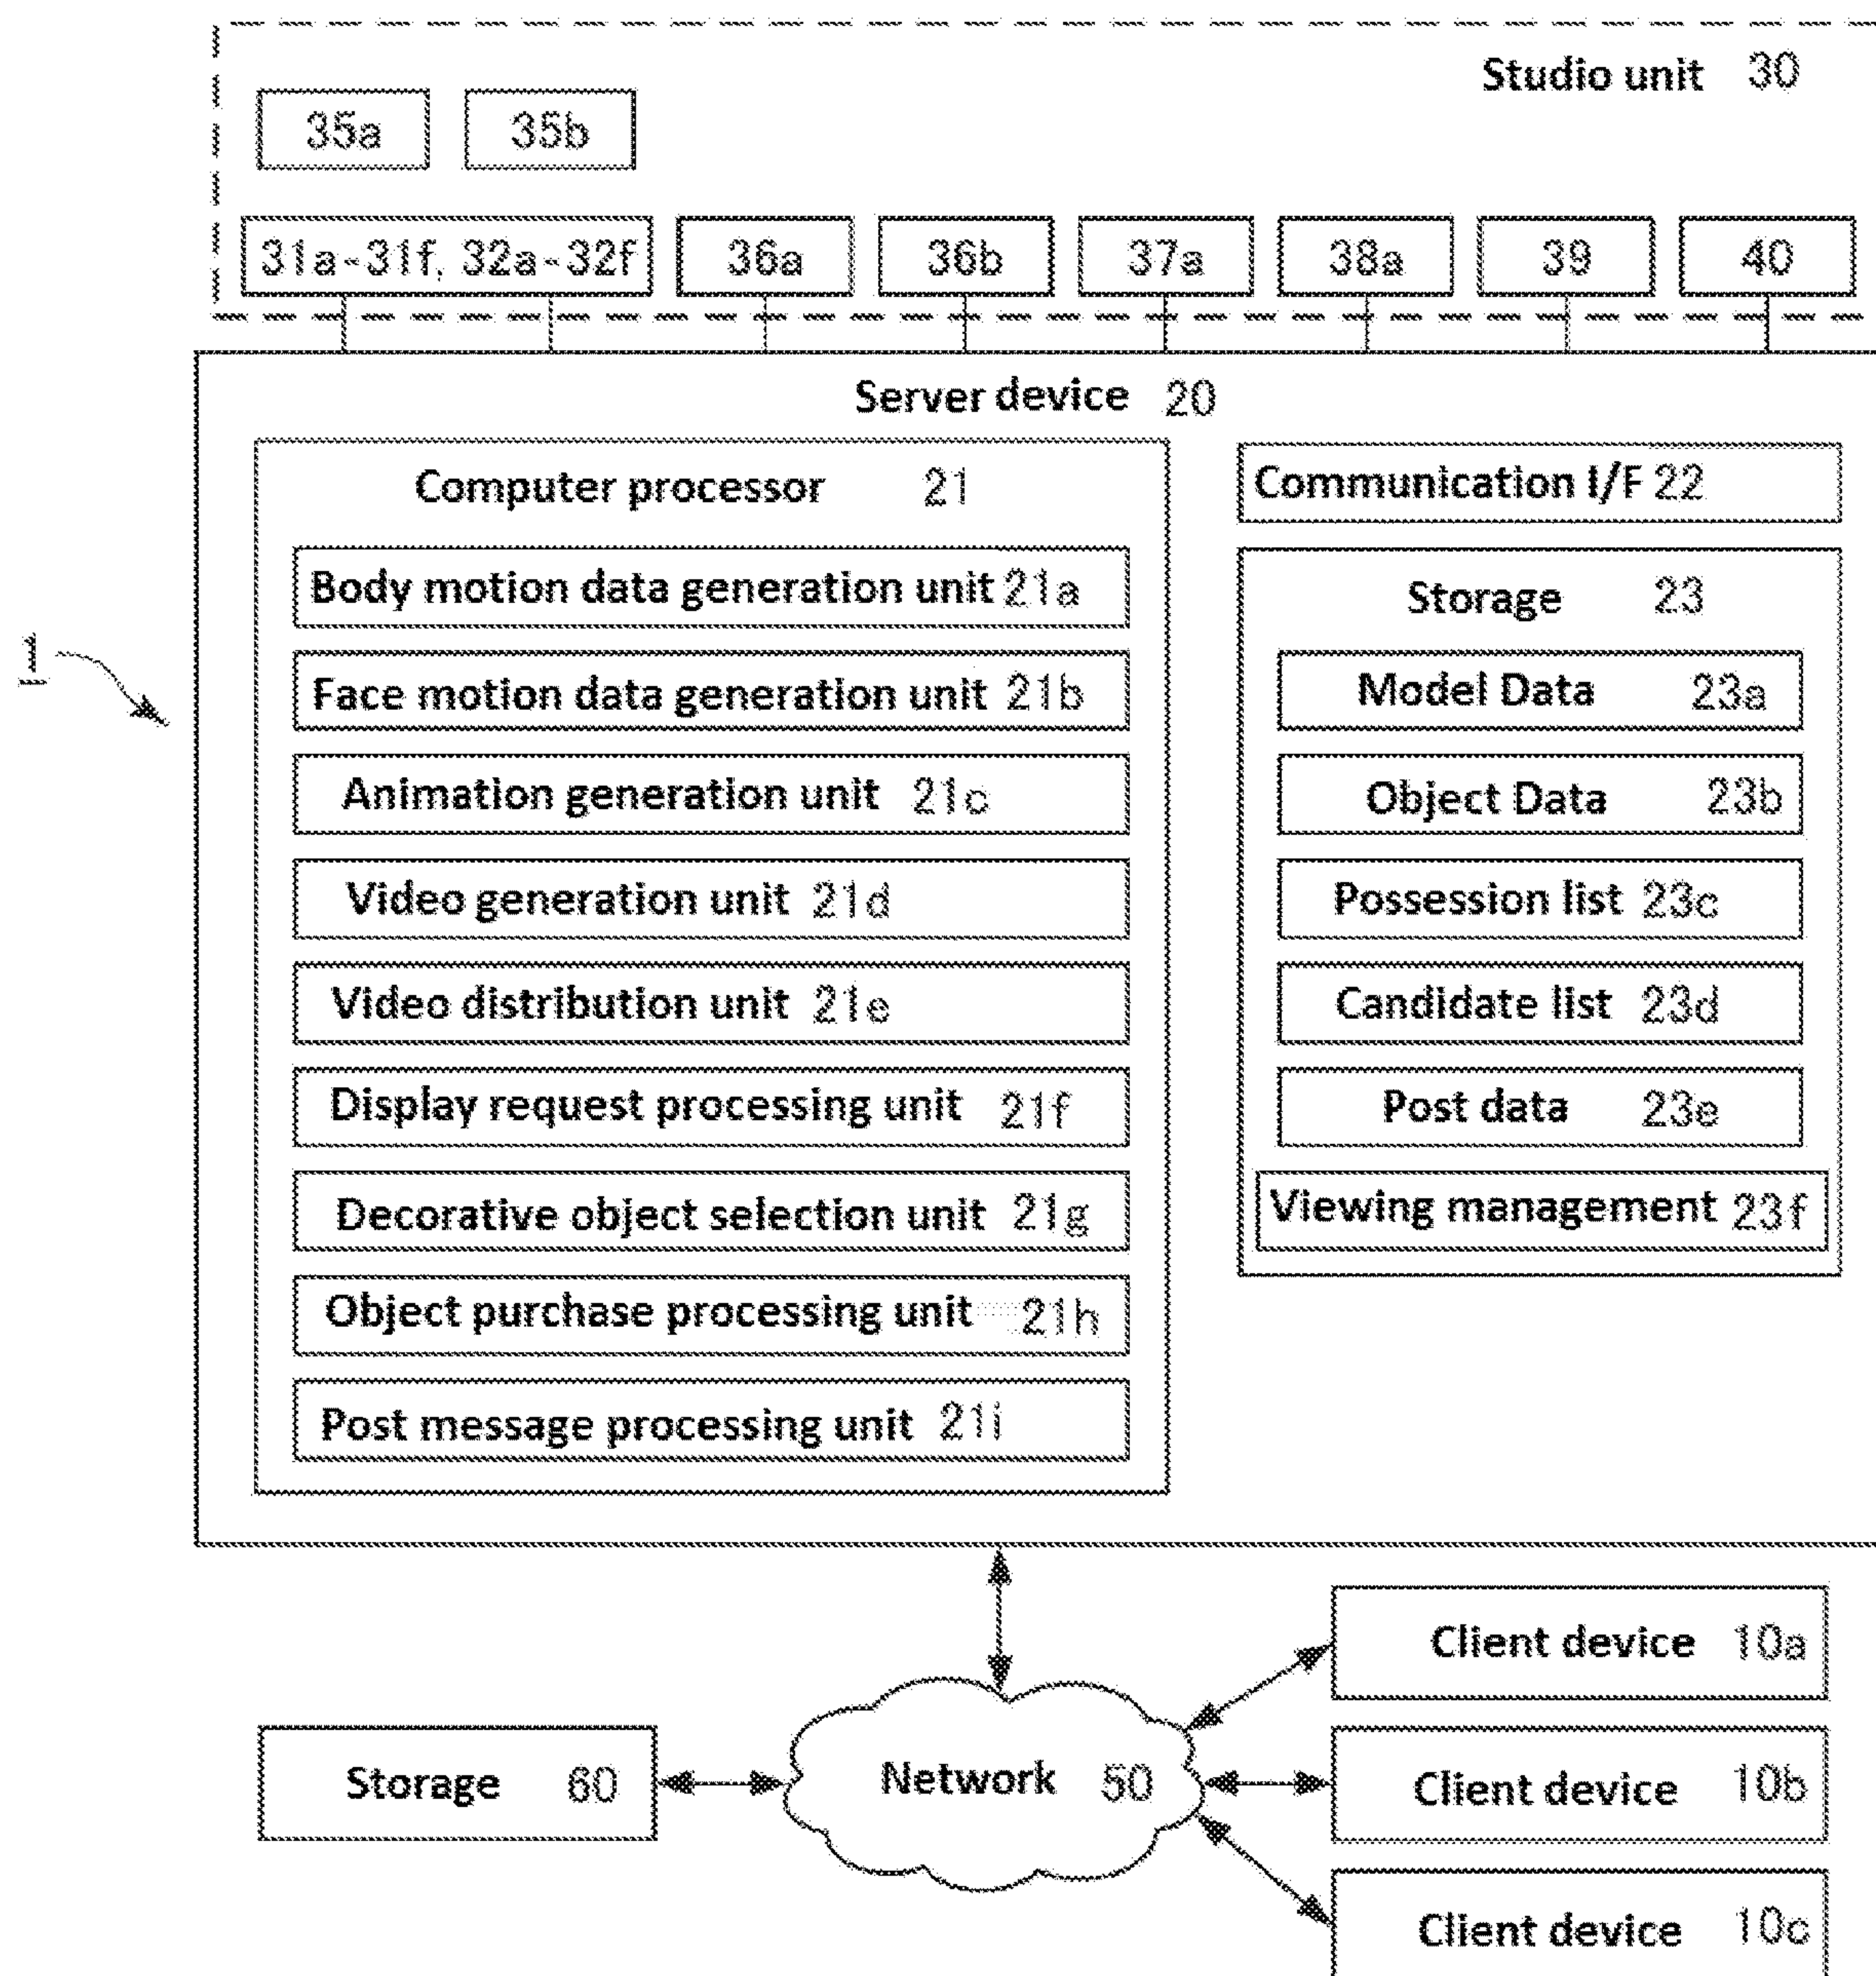 Studio unit 30
35a 35b
31a-31f, 32a-32f 36a 36b 37a 38a 39 40
Server device 20
Computer processor 21
Body motion data generation unit 21a
Face motion data generation unit 21b
Animation generation unit 21c
Video generation unit 21d
Video distribution unit 21e
Display request processing unit 21f
Decorative object selection unit 21g
Object purchase processing unit 21h
Post message processing unit 21i
Communication I/F 22
Storage 23
Model Data 23a
Object Data 23b
Possession list 23c
Candidate list 23d
Post data 23e
Viewing management 23f
1
Storage 60
Network 50
Client device 10a
Client device 10b
Client device 10c